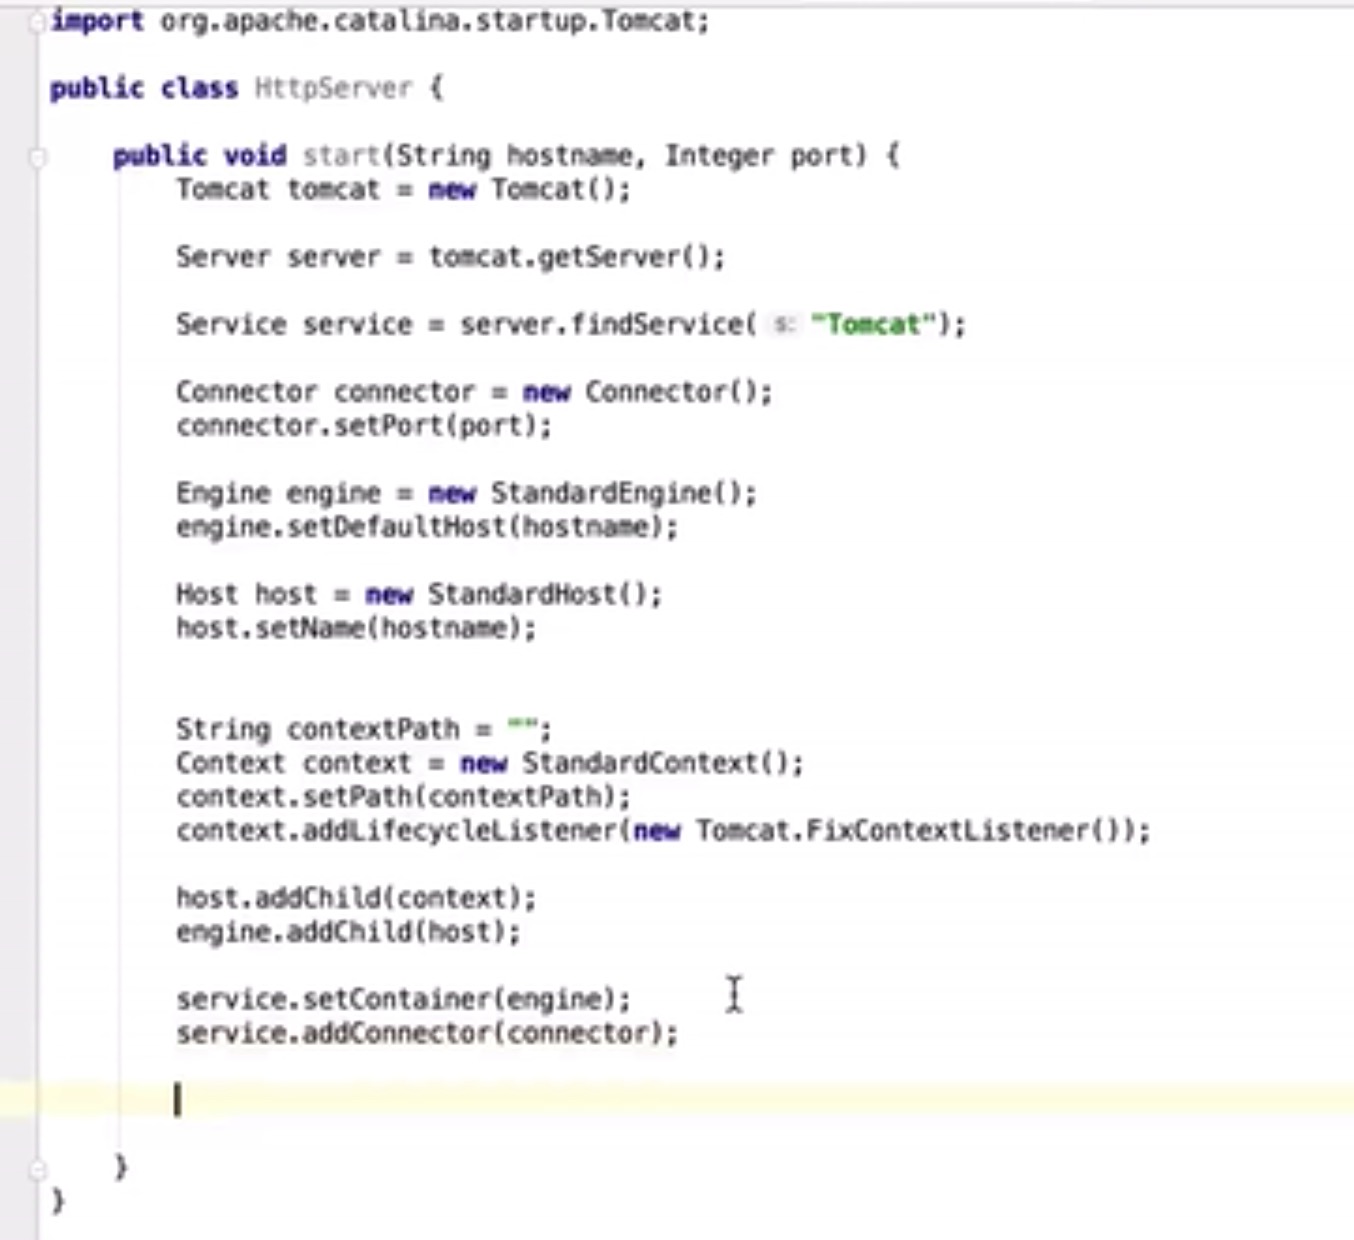 import org.apache.catalina.startup.Tomcat;
public class HttpServer {
public void start(String hostname, Integer port) {
Tomcat tomcat = new Tomcat();
Server server = tomcat.getServer();
Service service = server.findService( s: "Tomcat");
Connector connector = new Connector();
connector.setPort(port);
Engine engine = new StandardEngine();
engine.setDefaultHost(hostname);
Host host = new StandardHost();
host.setName(hostname);
String contextPath = "";
Context context = new StandardContext();
context.setPath(contextPath);
context.addLifecycleListener(new Tomcat.FixContextListener());
host.addChild(context);
engine.addChild(host);
service.setContainer(engine);
service.addConnector(connector);
}
}